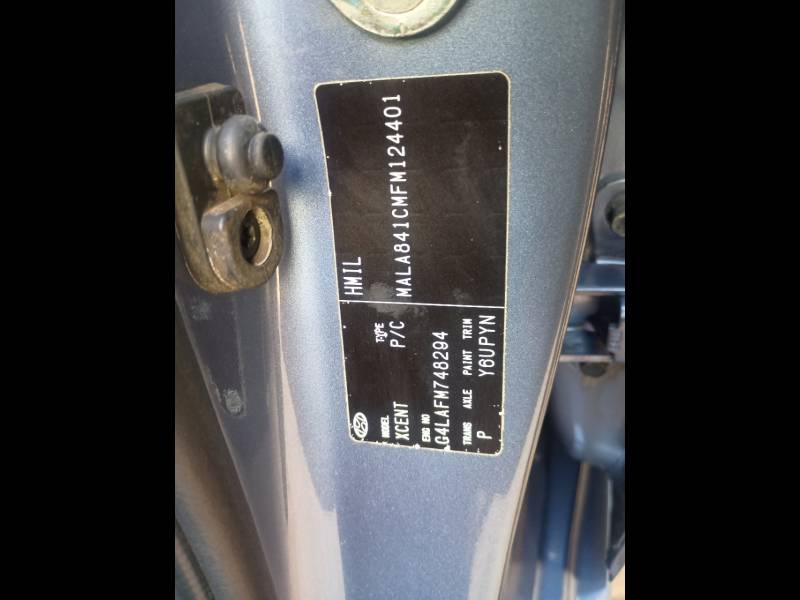 HMIL
MALA841CMFM124401
MODEL TYPE
XCENT P/C
ENG NO
G4LAFM748294
TRANS AXLE PAINT TRIM
P Y6UPYN